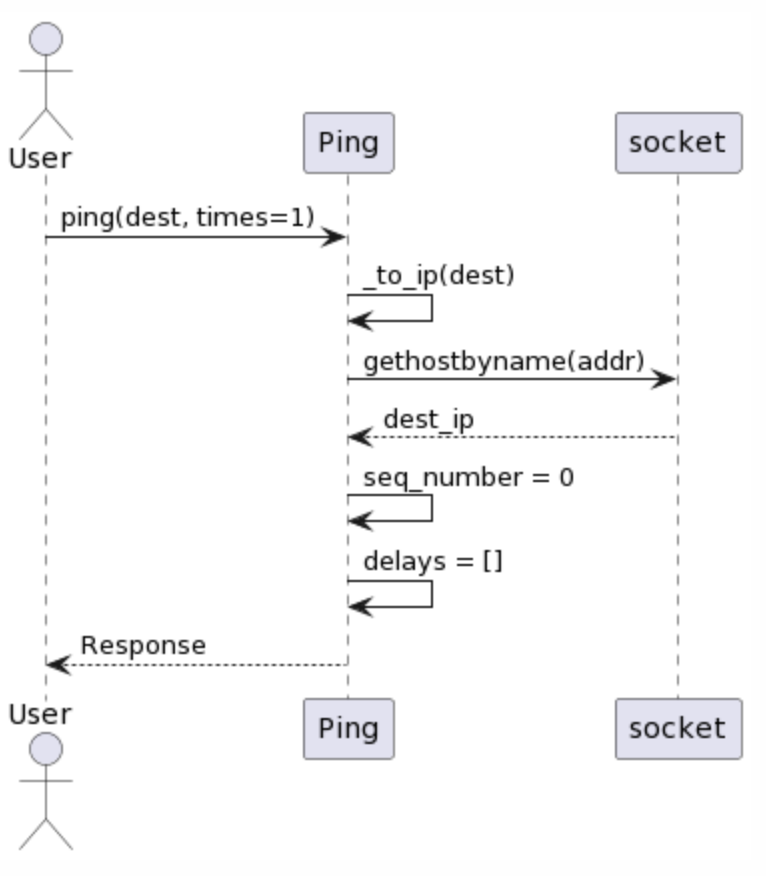 User
Ping
socket
ping(dest, times=1)
_to_ip(dest)
gethostbyname(addr)
dest_ip
seq_number = 0
delays = []
Response
User
Ping
socket